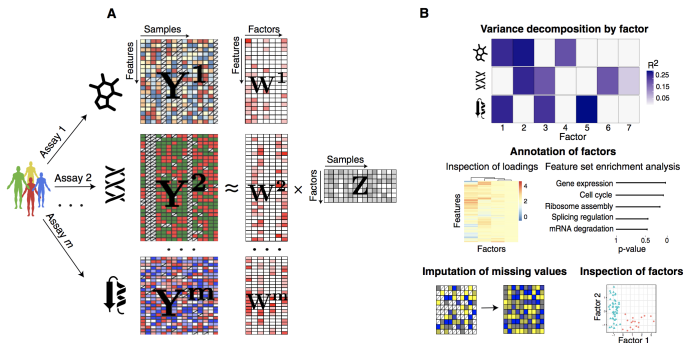 A
Samples
Features
Y1
Factors
Features
W1
Assay 1
Assay 2
. . .
Assay m
Y2
≈
W2
×
Samples
Factors
Z
. . .
. . .
Ym
Wm
B
Variance decomposition by factor
R2
0.25
0.15
0.05
1 2 3 4 5 6 7
Factor
Annotation of factors
Inspection of loadings
Features
Factors
4
2
0
Feature set enrichment analysis
Gene expression
Cell cycle
Ribosome assembly
Splicing regulation
mRNA degradation
1 0.5 0
p-value
Imputation of missing values
Inspection of factors
Factor 2
Factor 1